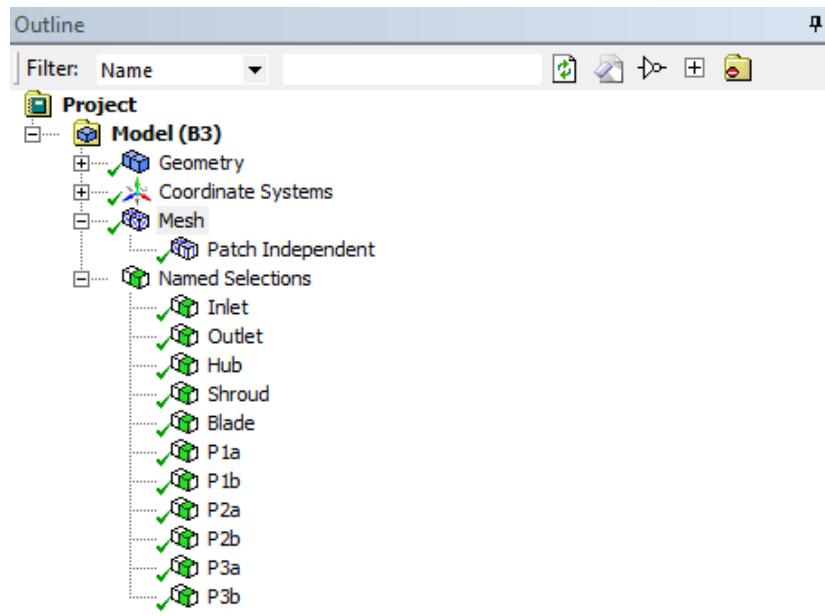 Outline
Filter: Name
Project
Model (B3)
Geometry
Coordinate Systems
Mesh
Patch Independent
Named Selections
Inlet
Outlet
Hub
Shroud
Blade
P1a
P1b
P2a
P2b
P3a
P3b